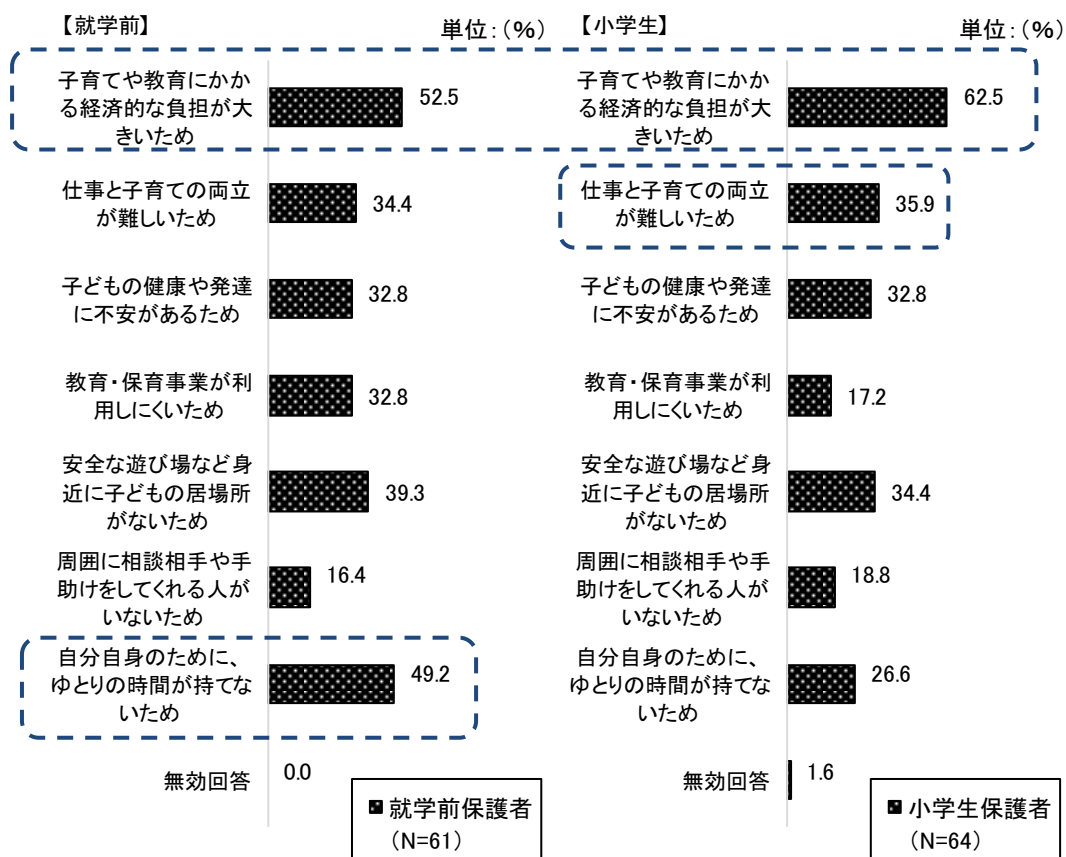 【就学前】
単位：（％）
子育てや教育にかか
る経済的な負担が大
きいため
52.5
仕事と子育ての両立
が難しいため
34.4
子どもの健康や発達
に不安があるため
32.8
教育・保育事業が利
用しにくいため
32.8
安全な遊び場など身
近に子どもの居場所
がないため
39.3
周囲に相談相手や手
助けをしてくれる人が
いないため
16.4
自分自身のために、
ゆとりの時間が持てな
いため
49.2
無効回答
0.0
就学前保護者
（N=61）
【小学生】
単位：（％）
子育てや教育にかか
る経済的な負担が大
きいため
62.5
仕事と子育ての両立
が難しいため
35.9
子どもの健康や発達
に不安があるため
32.8
教育・保育事業が利
用しにくいため
17.2
安全な遊び場など身
近に子どもの居場所
がないため
34.4
周囲に相談相手や手
助けをしてくれる人が
いないため
18.8
自分自身のために、
ゆとりの時間が持てな
いため
26.6
無効回答
1.6
小学生保護者
（N=64）